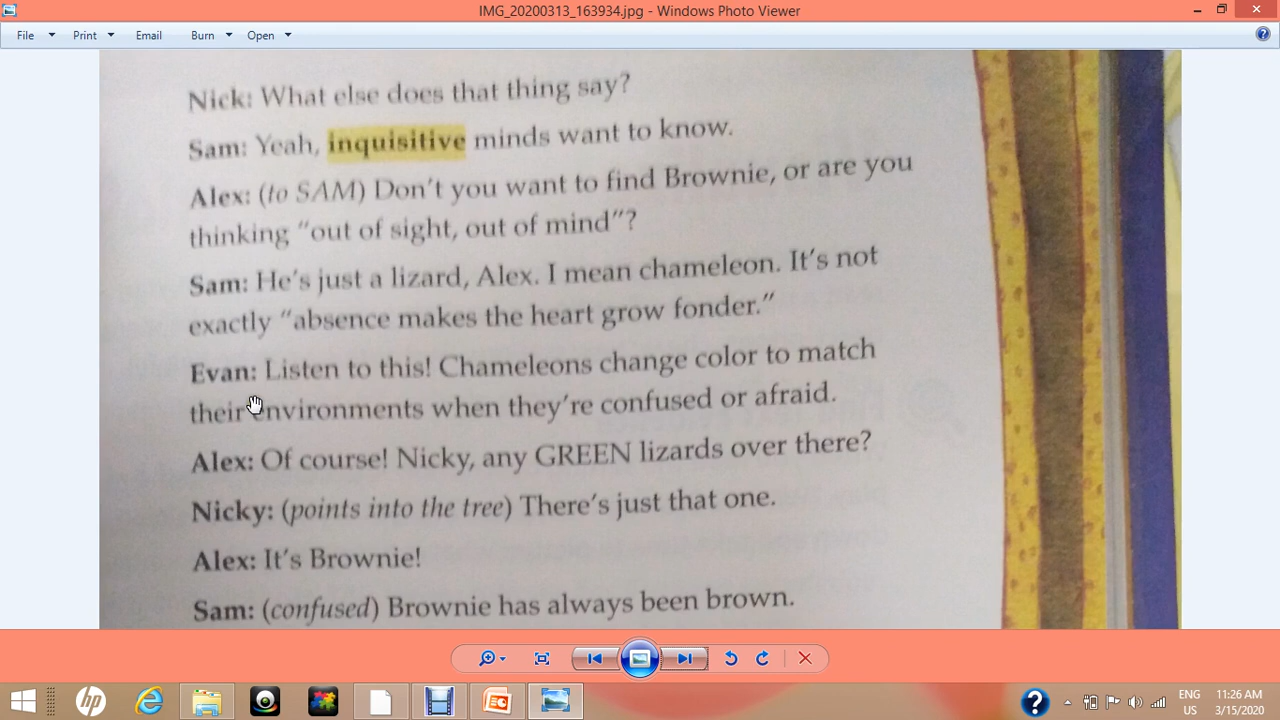 IMG_20200313_163934.jpg - Windows Photo Viewer
File Print Email Burn Open
Nick: What else does that thing say?
Sam: Yeah, inquisitive minds want to know.
Alex: (to SAM) Don't you want to find Brownie, or are you
thinking "out of sight, out of mind"?
Sam: He's just a lizard, Alex. I mean chameleon. It's not
exactly "absence makes the heart grow fonder."
Evan: Listen to this! Chameleons change color to match
their environments when they're confused or afraid.
Alex: Of course! Nicky, any GREEN lizards over there?
Nicky: (points into the tree) There's just that one.
Alex: It's Brownie!
Sam: (confused) Brownie has always been brown.
hp
ENG 11:26 AM
US 3/15/2020